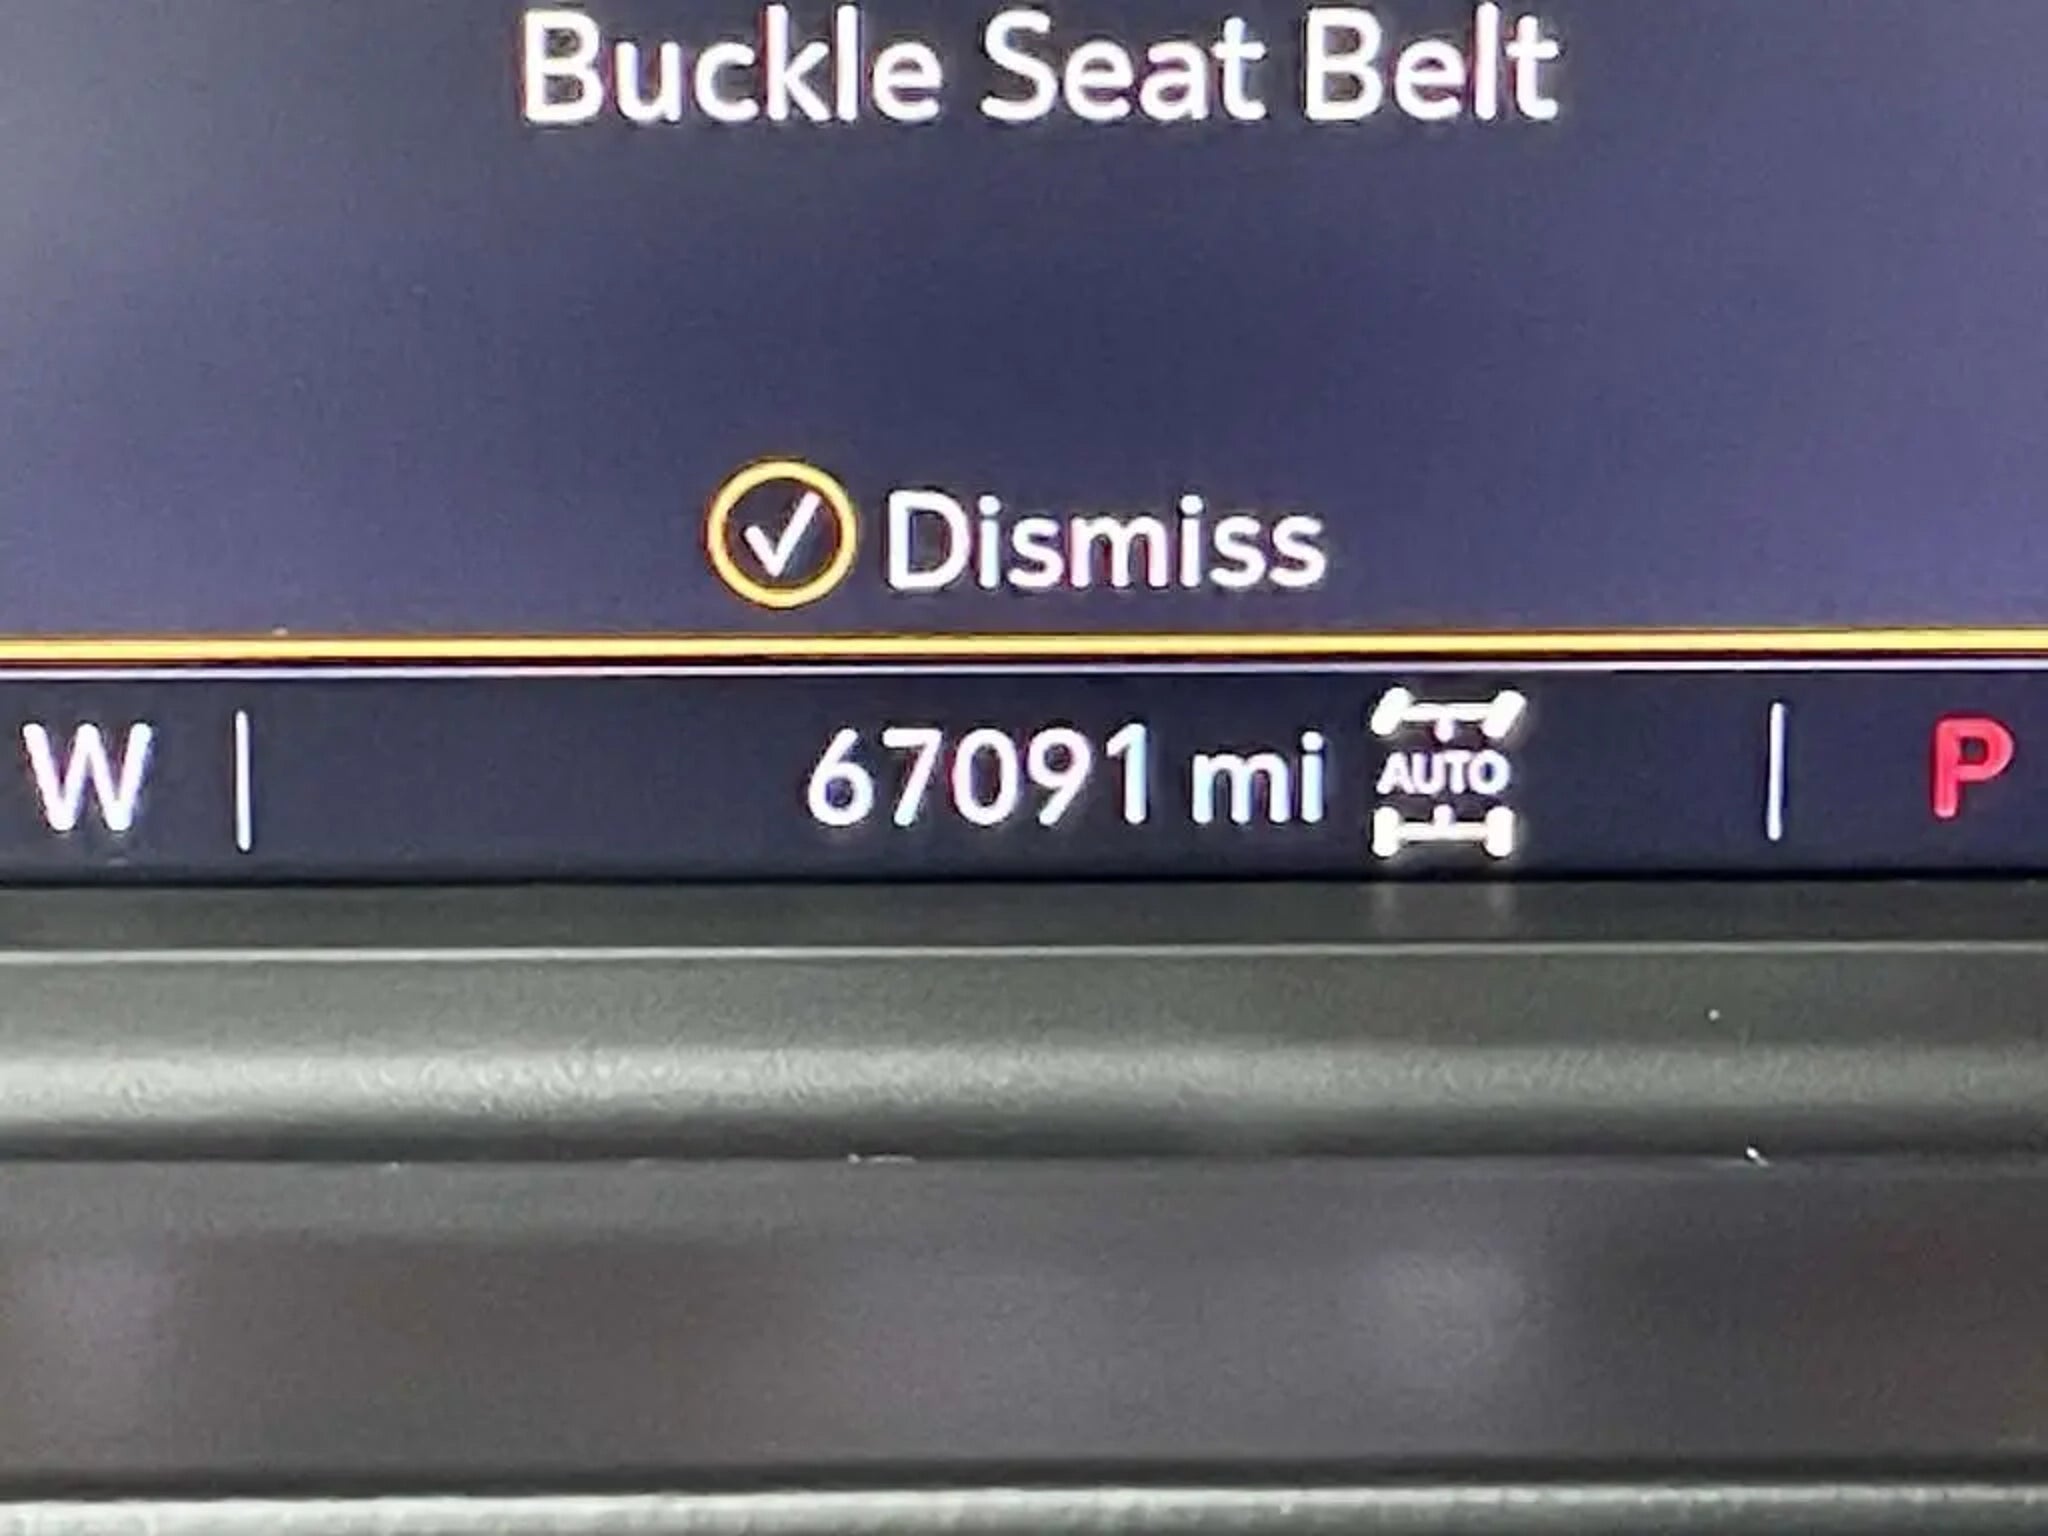 Buckle Seat Belt
Dismiss
W 67091 mi AUTO P